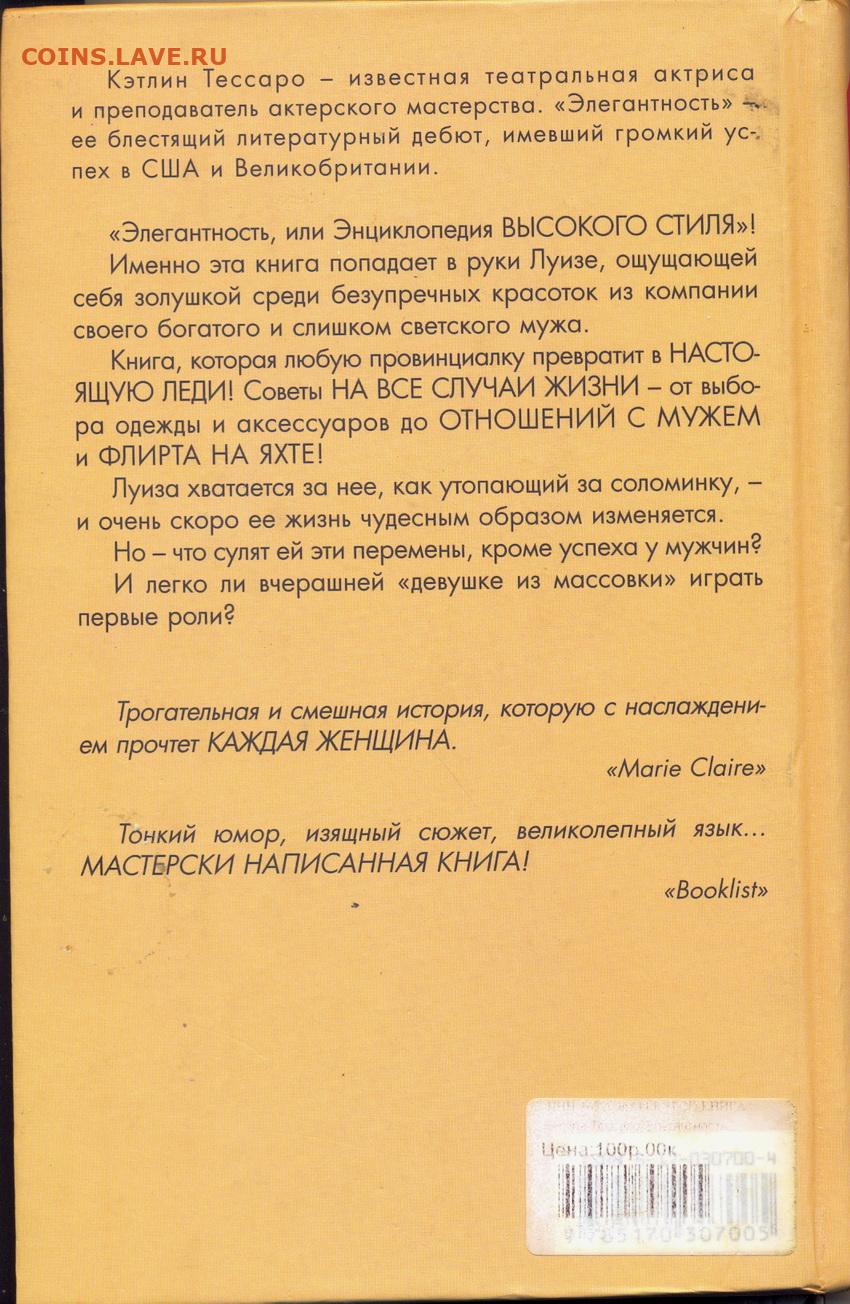 COINS.LAVE.RU
Кэтлин Тессаро – известная театральная актриса
и преподаватель актерского мастерства. «Элегантность» –
ее блестящий литературный дебют, имевший громкий ус-
пех в США и Великобритании.
«Элегантность, или Энциклопедия ВЫСОКОГО СТИЛЯ»!
Именно эта книга попадает в руки Луизе, ощущающей
себя золушкой среди безупречных красоток из компании
своего богатого и слишком светского мужа.
Книга, которая любую провинциалку превратит в НАСТО-
ЯЩУЮ ЛЕДИ! Советы НА ВСЕ СЛУЧАИ ЖИЗНИ – от выбо-
ра одежды и аксессуаров до ОТНОШЕНИЙ С МУЖЕМ
и ФЛИРТА НА ЯХТЕ!
Луиза хватается за нее, как утопающий за соломинку, –
и очень скоро ее жизнь чудесным образом изменяется.
Но – что сулят ей эти перемены, кроме успеха у мужчин?
И легко ли вчерашней «девушке из массовки» играть
первые роли?
Трогательная и смешная история, которую с наслаждени-
ем прочтет КАЖДАЯ ЖЕНЩИНА.
«Marie Claire»
Тонкий юмор, изящный сюжет, великолепный язык...
МАСТЕРСКИ НАПИСАННАЯ КНИГА!
«Booklist»
Цена:100р.00к
-030700-4
9 785170 307005